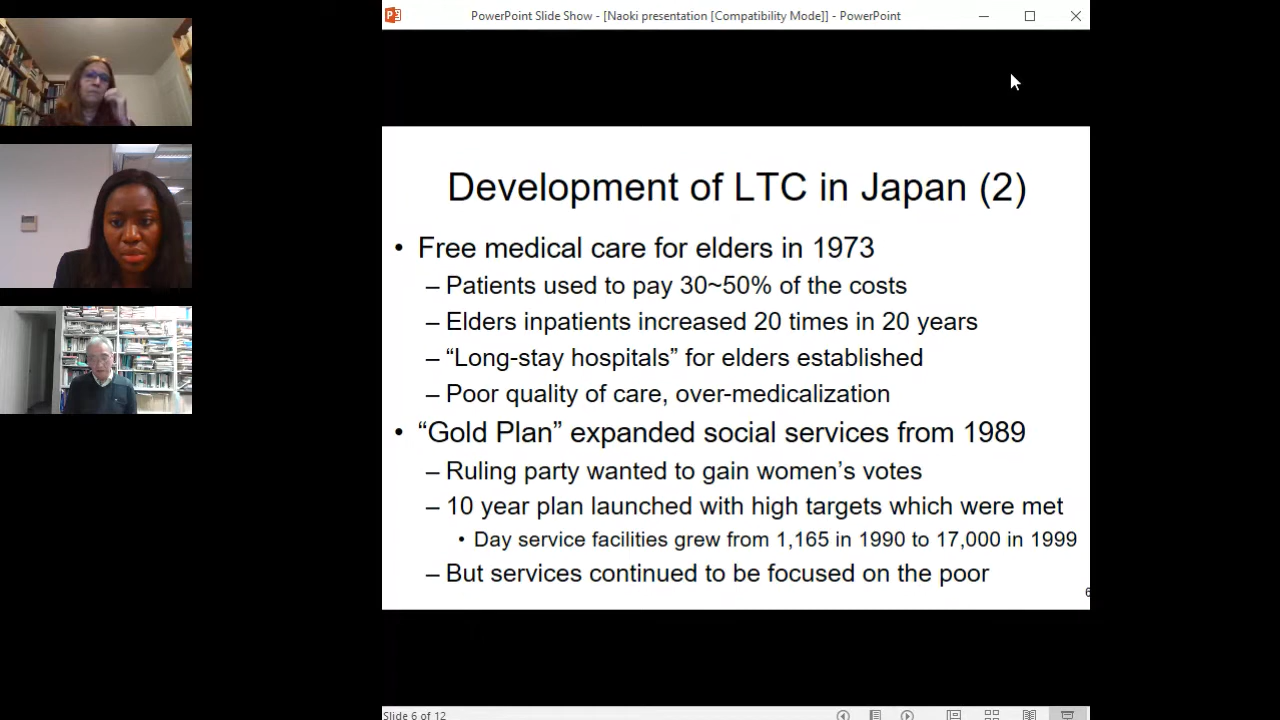 PowerPoint Slide Show - [Naoki presentation [Compatibility Mode]] - PowerPoint
Development of LTC in Japan (2)
• Free medical care for elders in 1973
– Patients used to pay 30~50% of the costs
– Elders inpatients increased 20 times in 20 years
– “Long-stay hospitals” for elders established
– Poor quality of care, over-medicalization
• “Gold Plan” expanded social services from 1989
– Ruling party wanted to gain women’s votes
– 10 year plan launched with high targets which were met
• Day service facilities grew from 1,165 in 1990 to 17,000 in 1999
– But services continued to be focused on the poor
6
Slide 6 of 12